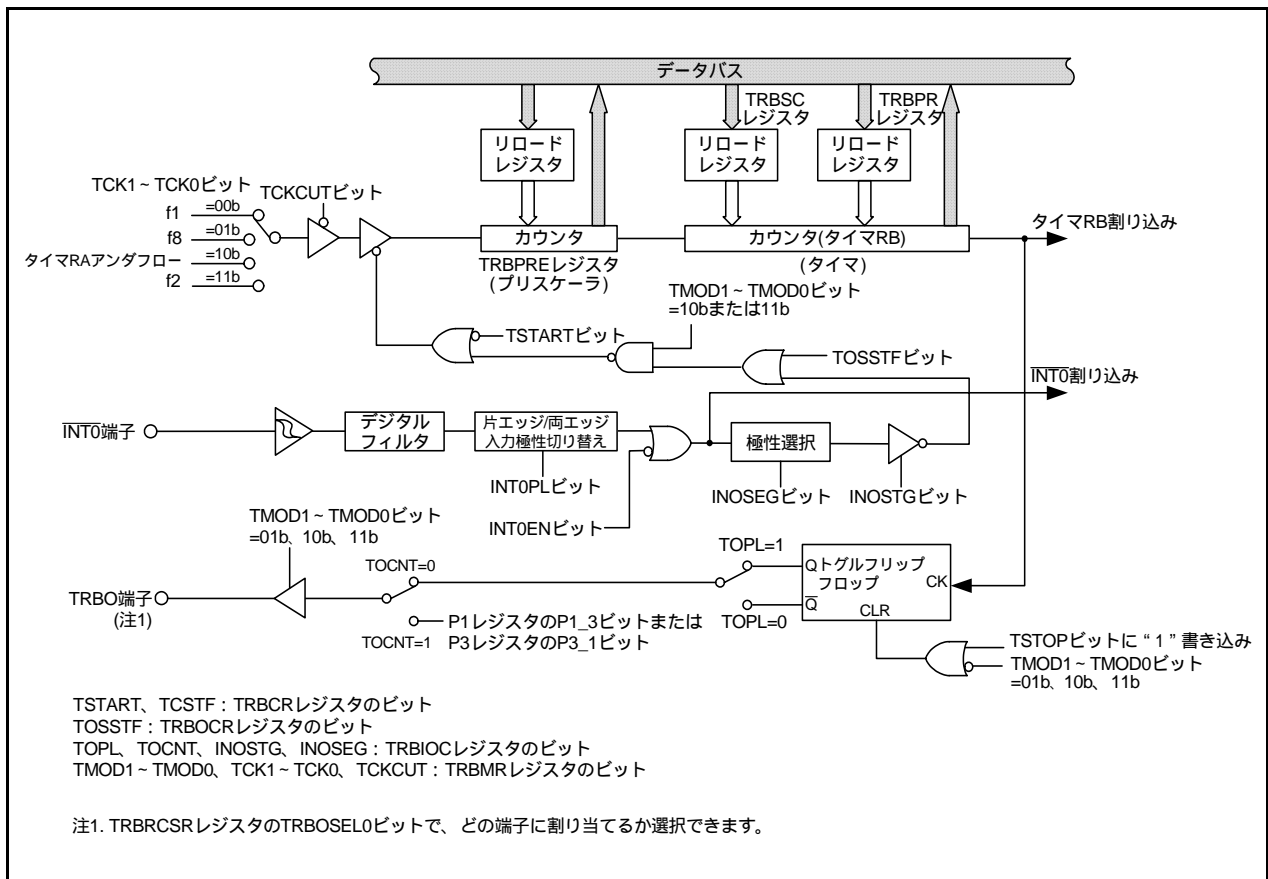 データバス
TRBSC
レジスタ
TRBPR
レジスタ
リロード
レジスタ
リロード
レジスタ
リロード
レジスタ
TCK1~TCK0ビット
TCKCUTビット
f1
=00b
f8
=01b
タイマRAアンダフロー
=10b
f2
=11b
カウンタ
カウンタ(タイマRB)
タイマRB割り込み
TRBPREレジスタ
(プリスケーラ)
(タイマ)
TMOD1~TMOD0ビット
=10bまたは11b
TSTARTビット
TOSSTFビット
INT0割り込み
INT0端子
デジタル
フィルタ
片エッジ/両エッジ
入力極性切り替え
極性選択
INT0PLビット
INOSEGビット
INOSTGビット
INT0ENビット
TMOD1~TMOD0ビット
=01b、10b、11b
TOCNT=0
TOPL=1
Q
トグルフリップ
フロップ
CK
Q
CLR
TRBO端子
(注1)
P1レジスタのP1_3ビットまたは
P3レジスタのP3_1ビット
TOCNT=1
TOPL=0
TSTOPビットに“1”書き込み
TMOD1~TMOD0ビット
=01b、10b、11b
TSTART、TCSTF:TRBCRレジスタのビット
TOSSTF:TRBOCRレジスタのビット
TOPL、TOCNT、INOSTG、INOSEG:TRBIOCレジスタのビット
TMOD1~TMOD0、TCK1~TCK0、TCKCUT:TRBMRレジスタのビット
注1. TRBRCSRレジスタのTRBOSEL0ビットで、どの端子に割り当てるか選択できます。